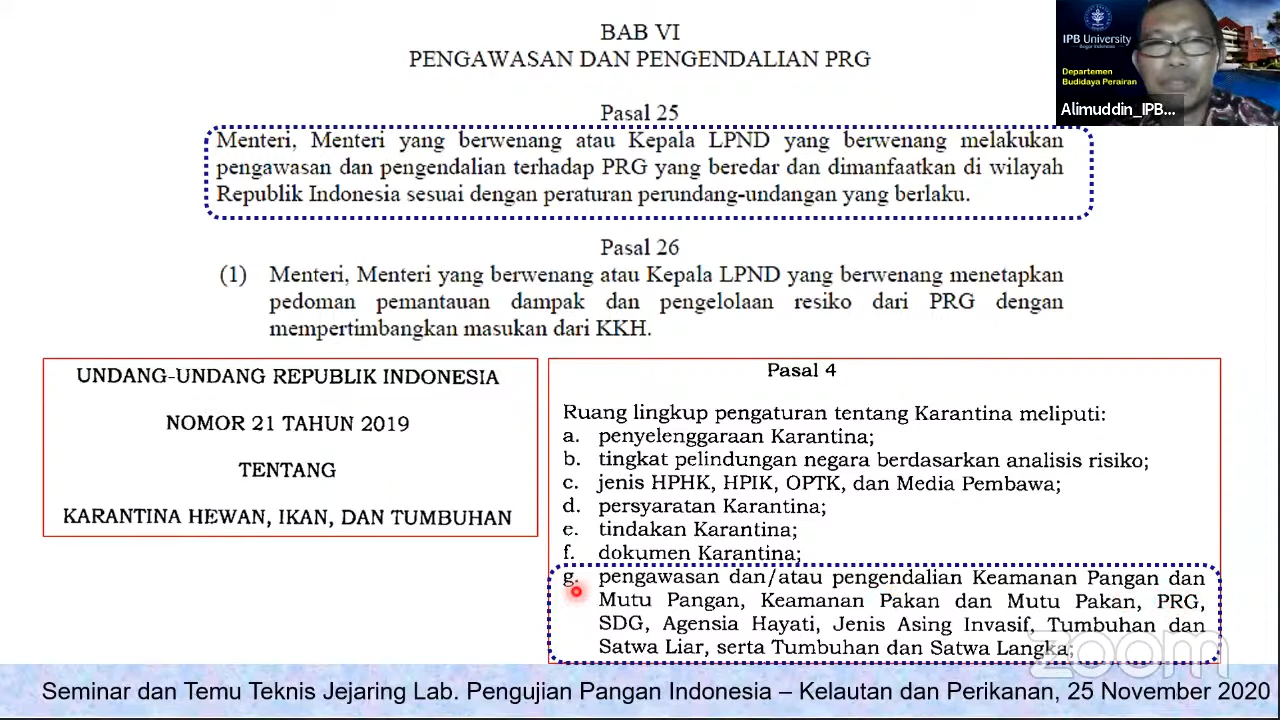 BAB VI
PENGAWASAN DAN PENGENDALIAN PRG
IPB University
Bogor Indonesia
Departemen
Budidaya Perairan
Alimuddin_IPB...
Pasal 25
Menteri, Menteri yang berwenang atau Kepala LPND yang berwenang melakukan
pengawasan dan pengendalian terhadap PRG yang beredar dan dimanfaatkan di wilayah
Republik Indonesia sesuai dengan peraturan perundang-undangan yang berlaku.
Pasal 26
(1) Menteri, Menteri yang berwenang atau Kepala LPND yang berwenang menetapkan
pedoman pemantauan dampak dan pengelolaan resiko dari PRG dengan
mempertimbangkan masukan dari KKH.
UNDANG-UNDANG REPUBLIK INDONESIA
NOMOR 21 TAHUN 2019
TENTANG
KARANTINA HEWAN, IKAN, DAN TUMBUHAN
Pasal 4
Ruang lingkup pengaturan tentang Karantina meliputi:
a. penyelenggaraan Karantina;
b. tingkat pelindungan negara berdasarkan analisis risiko;
c. jenis HPHK, HPIK, OPTK, dan Media Pembawa;
d. persyaratan Karantina;
e. tindakan Karantina;
f. dokumen Karantina;
g. pengawasan dan/atau pengendalian Keamanan Pangan dan
Mutu Pangan, Keamanan Pakan dan Mutu Pakan, PRG,
SDG, Agensia Hayati, Jenis Asing Invasif, Tumbuhan dan
Satwa Liar, serta Tumbuhan dan Satwa Langka;
zoom
Seminar dan Temu Teknis Jejaring Lab. Pengujian Pangan Indonesia – Kelautan dan Perikanan, 25 November 2020